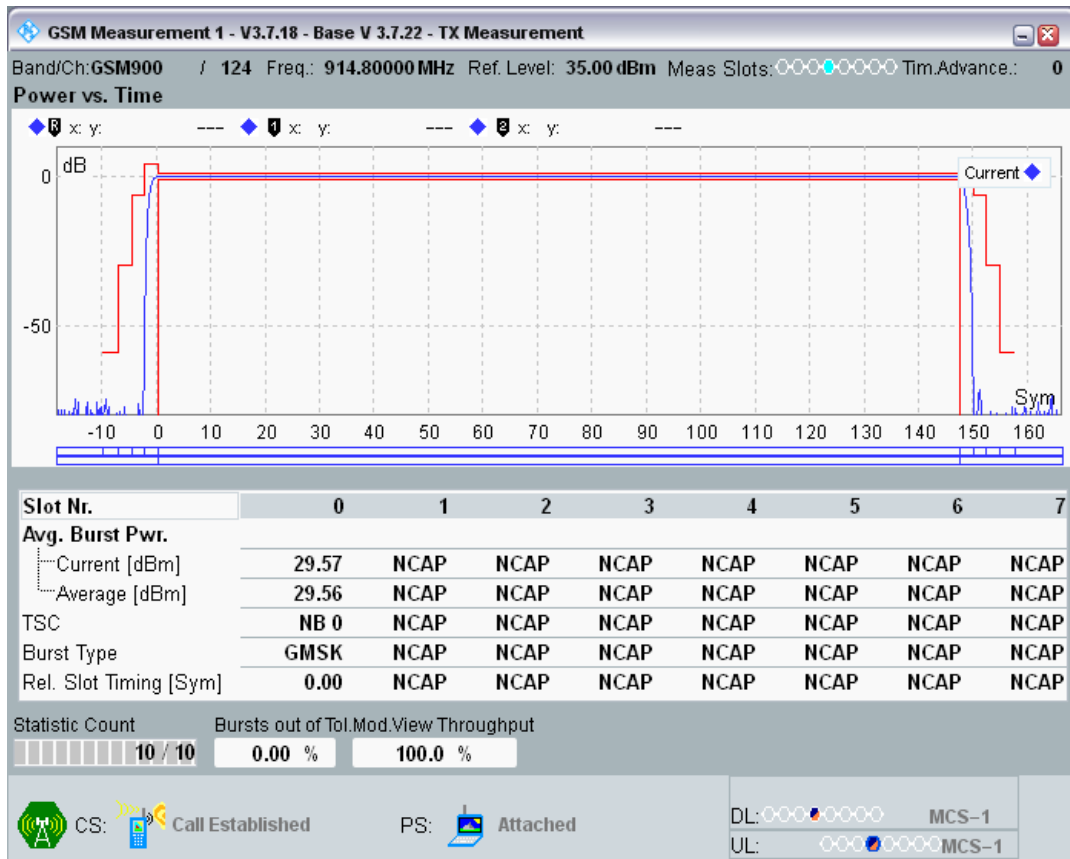 GSM Measurement 1 - V3.7.18 - Base V 3.7.22 - TX Measurement
Band/Ch:GSM900 / 124 Freq.: 914.80000 MHz Ref. Level: 35.00 dBm Meas Slots: Tim.Advance.: 0
Power vs. Time
R x: y: --- 1 x: y: --- 2 x: y: ---
dB
Current
0
-50
Sym
-10 0 10 20 30 40 50 60 70 80 90 100 110 120 130 140 150 160
Slot Nr. 0 1 2 3 4 5 6 7
Avg. Burst Pwr.
Current [dBm] 29.57 NCAP NCAP NCAP NCAP NCAP NCAP NCAP
Average [dBm] 29.56 NCAP NCAP NCAP NCAP NCAP NCAP NCAP
TSC NB 0 NCAP NCAP NCAP NCAP NCAP NCAP NCAP
Burst Type GMSK NCAP NCAP NCAP NCAP NCAP NCAP NCAP
Rel. Slot Timing [Sym] 0.00 NCAP NCAP NCAP NCAP NCAP NCAP NCAP
Statistic Count Bursts out of Tol.Mod.View Throughput
10 / 10 0.00 % 100.0 %
CS: Call Established PS: Attached
DL: MCS-1
UL: MCS-1